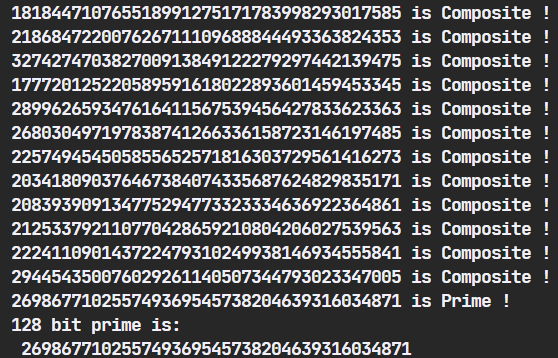 181844710765518991275171783998293017585 is Composite !
218684722007626711109688844493363824353 is Composite !
327427470382700913849122279297442139475 is Composite !
177720125220589591618022893601459453345 is Composite !
289962659347616411567539456427833623363 is Composite !
268030497197838741266336158723146197485 is Composite !
225749454505855652571816303729561416273 is Composite !
203418090376467384074335687624829835171 is Composite !
208393909134775294773323334636922364861 is Composite !
212533792110770428659210804206027539563 is Composite !
222411090143722479310249938146934555841 is Composite !
294454350076029261140507344793023347005 is Composite !
269867710255749369545738204639316034871 is Prime !
128 bit prime is:
269867710255749369545738204639316034871